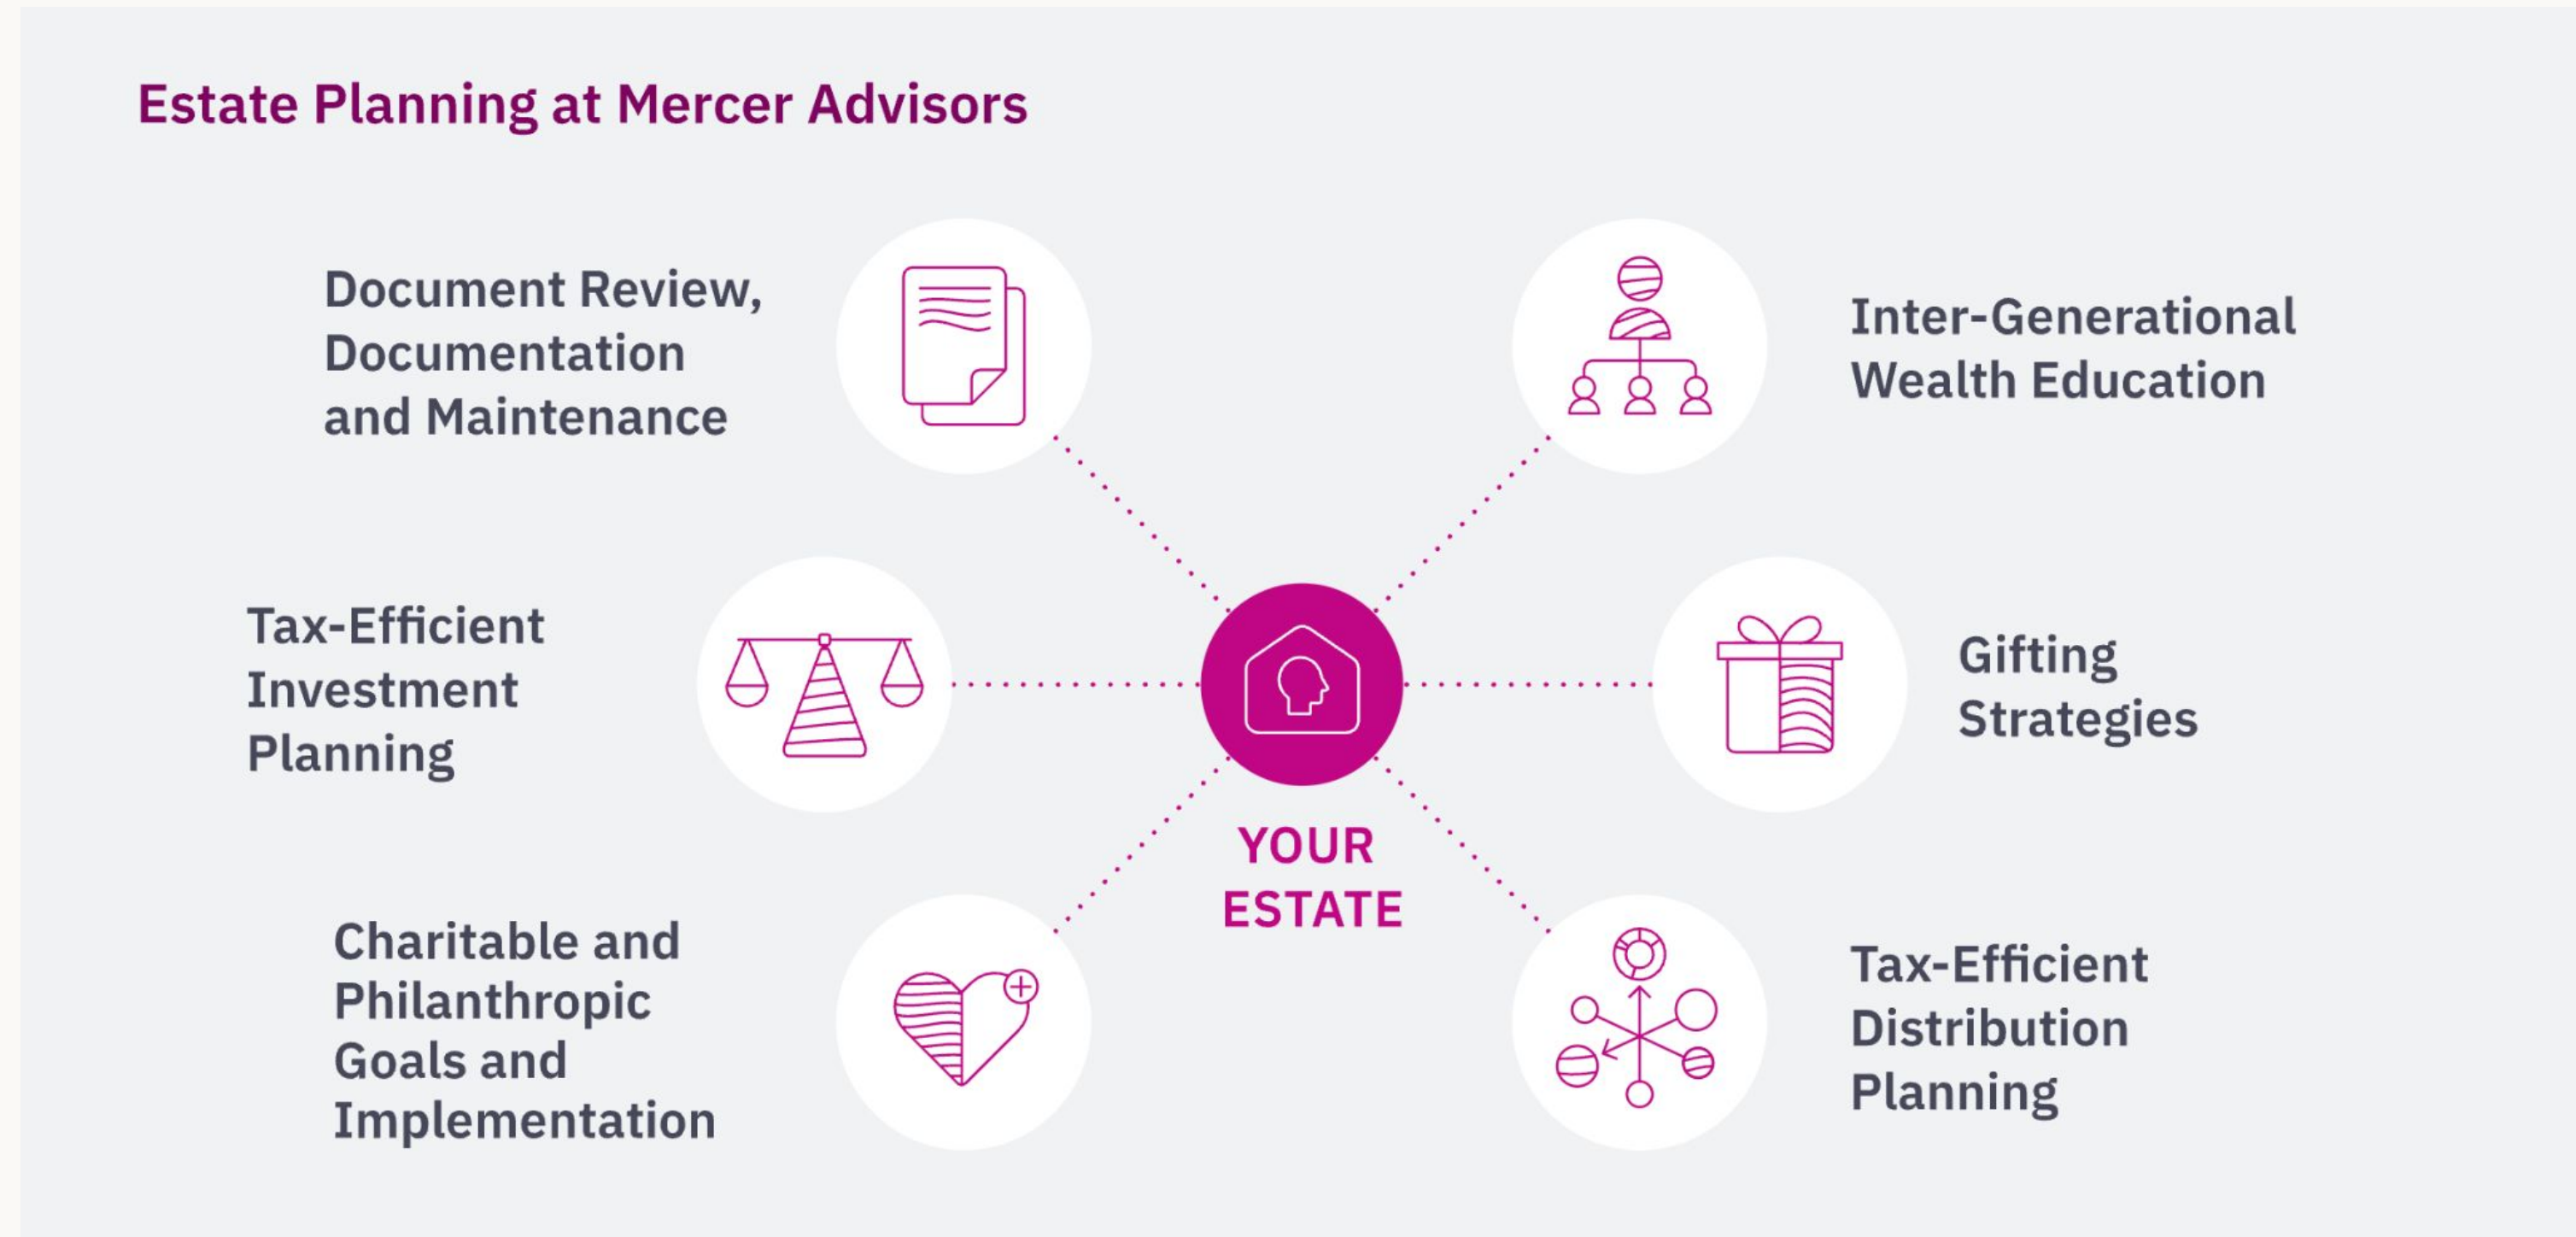 Estate Planning at Mercer Advisors
Document Review,
Documentation
and Maintenance
Inter-Generational
Wealth Education
Tax-Efficient
Investment
Planning
Gifting
Strategies
YOUR
ESTATE
Charitable and
Philanthropic
Goals and
Implementation
Tax-Efficient
Distribution
Planning